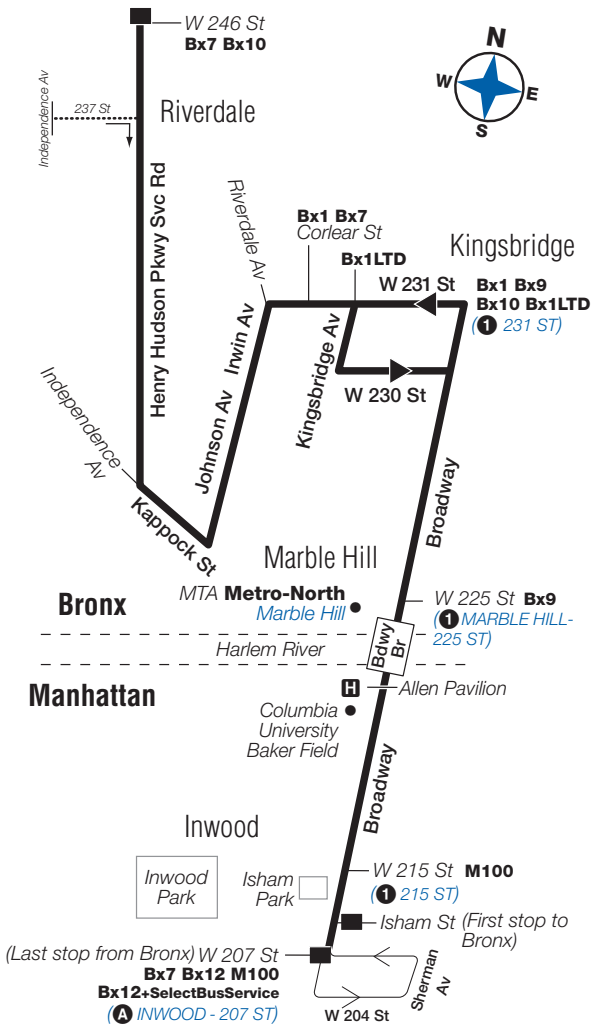 W 246 St
Bx7 Bx10
N
W
E
S
Independence Av
237 St
Riverdale
Henry Hudson Pkwy Svc Rd
Riverdale Av
Bx1 Bx7
Corlear St
Kingsbridge
Bx1LTD
W 231 St
Bx1 Bx9
Bx10 Bx1LTD
(1 231 ST)
Irwin Av
Johnson Av
Kingsbridge Av
W 230 St
Independence
Av
Kappock St
Broadway
Marble Hill
MTA Metro-North
Marble Hill
W 225 St Bx9
(1 MARBLE HILL-
225 ST)
Bronx
Harlem River
Bdwy
Br
Manhattan
H
Allen Pavilion
Columbia
University
Baker Field
Broadway
Inwood
Inwood
Park
Isham
Park
W 215 St M100
(1 215 ST)
Isham St (First stop to
Bronx)
(Last stop from Bronx) W 207 St
Bx7 Bx12 M100
Bx12+SelectBusService
(A INWOOD - 207 ST)
Sherman
Av
W 204 St